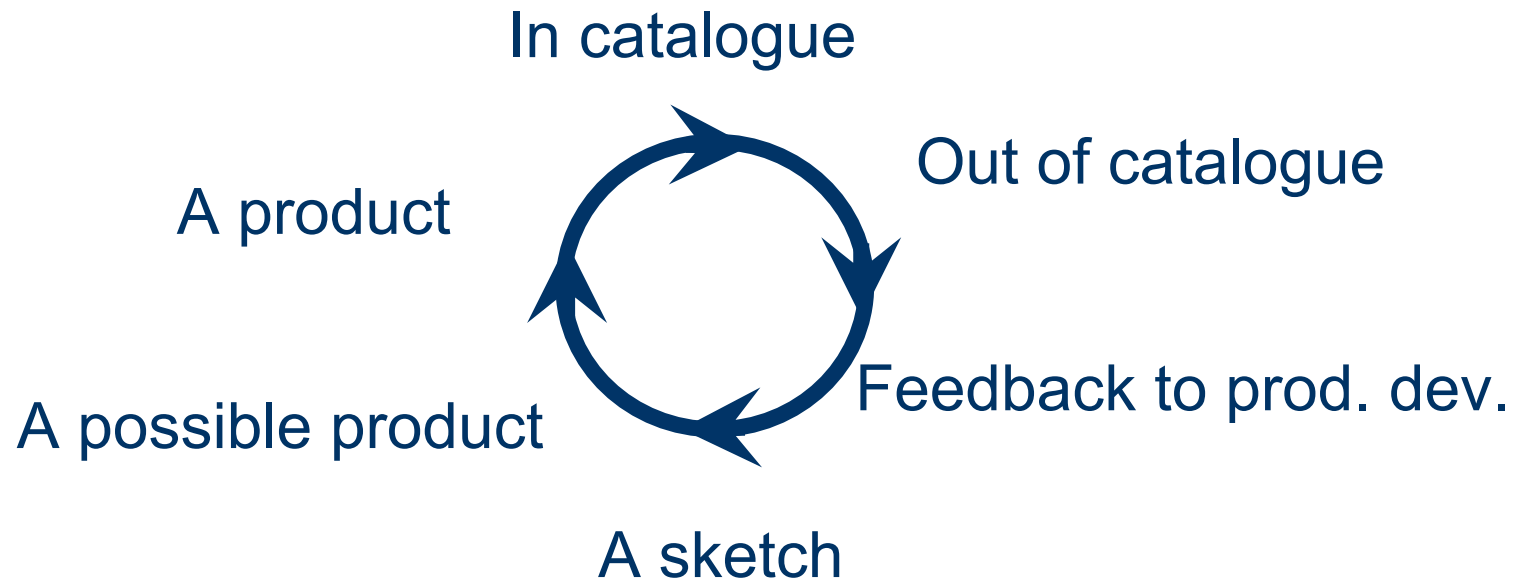 In catalogue
Out of catalogue
A product
Feedback to prod. dev.
A possible product
A sketch